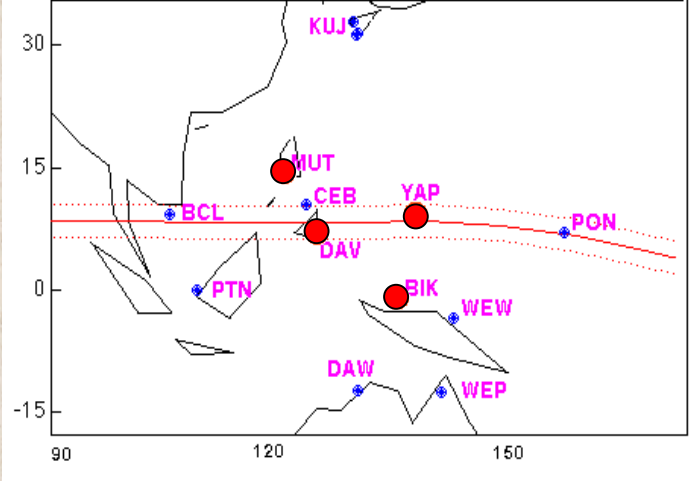 KUJ
30
15
MUT
CEB
YAP
BCL
DAV
PON
0
PTN
BIK
WEW
DAW
WEP
-15
90
120
150